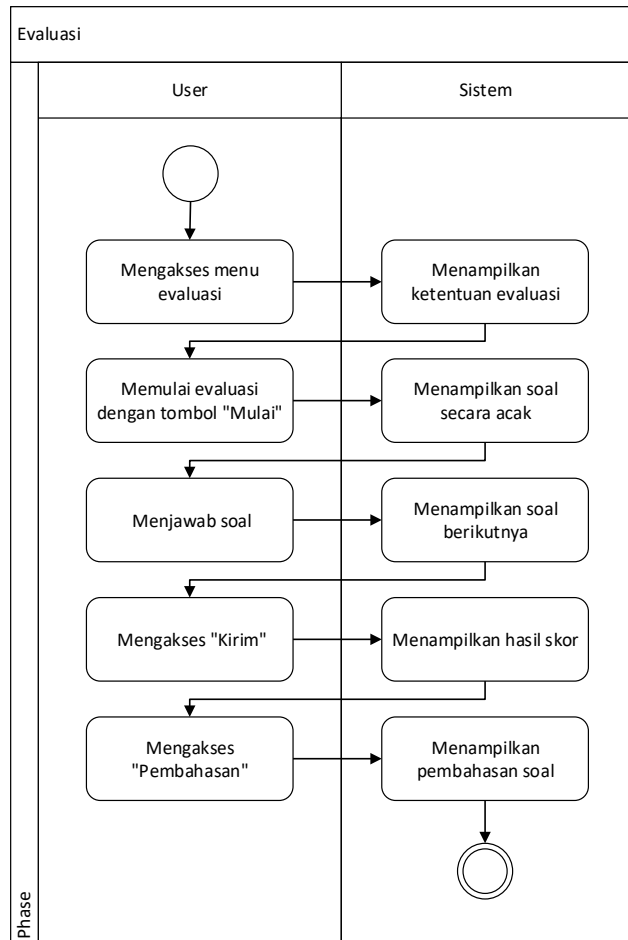 Evaluasi
User
Sistem
Mengakses menu
evaluasi
Menampilkan
ketentuan evaluasi
Memulai evaluasi
dengan tombol "Mulai"
Menampilkan soal
secara acak
Menjawab soal
Menampilkan soal
berikutnya
Mengakses "Kirim"
Menampilkan hasil skor
Mengakses
"Pembahasan"
Menampilkan
pembahasan soal
Phase